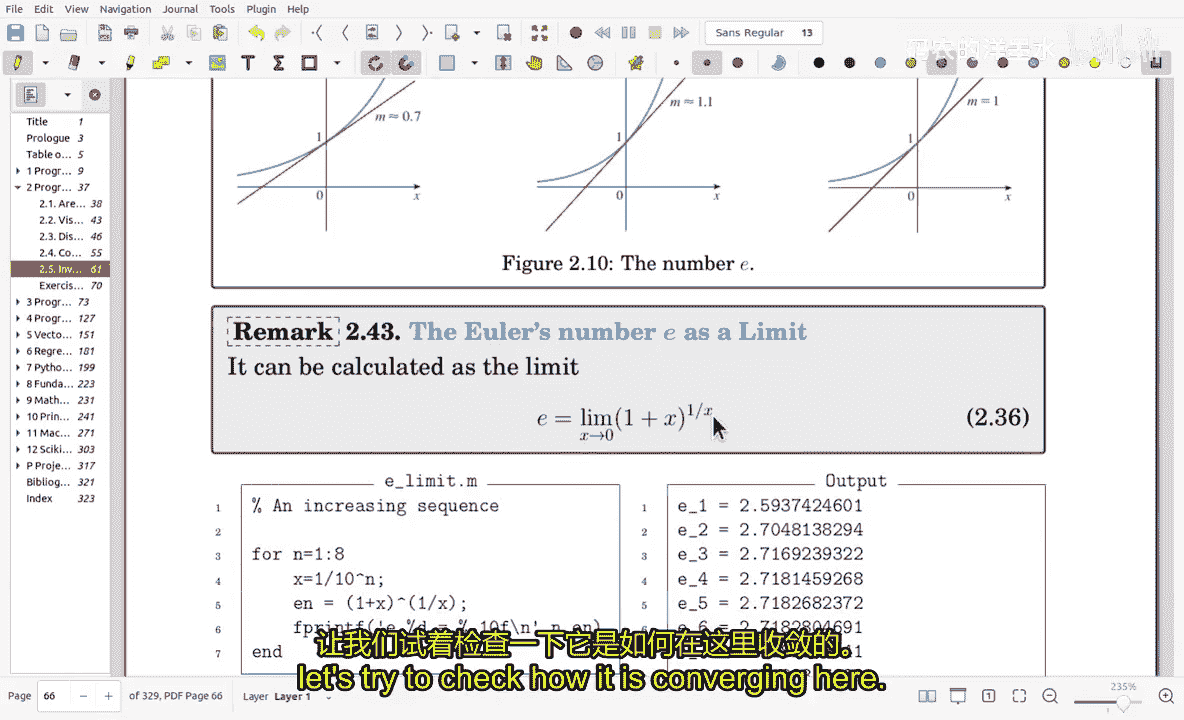 File Edit View Navigation Journal Tools Plugin Help
Sans Regular 13
Title 1
Prologue 3
Table o... 5
1 Progr... 9
2 Progr... 37
2.1. Are... 38
2.2. Vis... 43
2.3. Dis... 46
2.4. Co... 55
2.5. Inv... 61
Exercis... 70
3 Progr... 73
4 Progr... 127
5 Vecto... 151
6 Regre... 181
7 Pytho... 199
8 Funda... 223
9 Math... 231
10 Prin... 241
11 Mac... 271
12 Sciki... 303
P Proje... 317
Bibliog... 321
Index 323
m ≈ 0.7
1
0
x
m ≈ 1.1
1
0
x
m ≈ 1
1
0
x
Figure 2.10: The number e.
Remark 2.43. The Euler's number e as a Limit
It can be calculated as the limit
e = lim x→0 (1 + x)^{1/x} (2.36)
e_limit.m
1 % An increasing sequence
2
3 for n=1:8
4 x=1/10^n;
5 en = (1+x)^(1/x);
6
7 end
Output
1 e_1 = 2.5937424601
2 e_2 = 2.7048138294
3 e_3 = 2.7169239322
4 e_4 = 2.7181459268
5 e_5 = 2.7182682372
让我们试着检查一下它是如何在这里收敛的。
let's try to check how it is converging here.
Page 66 − + of 329, PDF Page 66 Layer Layer 1
235%